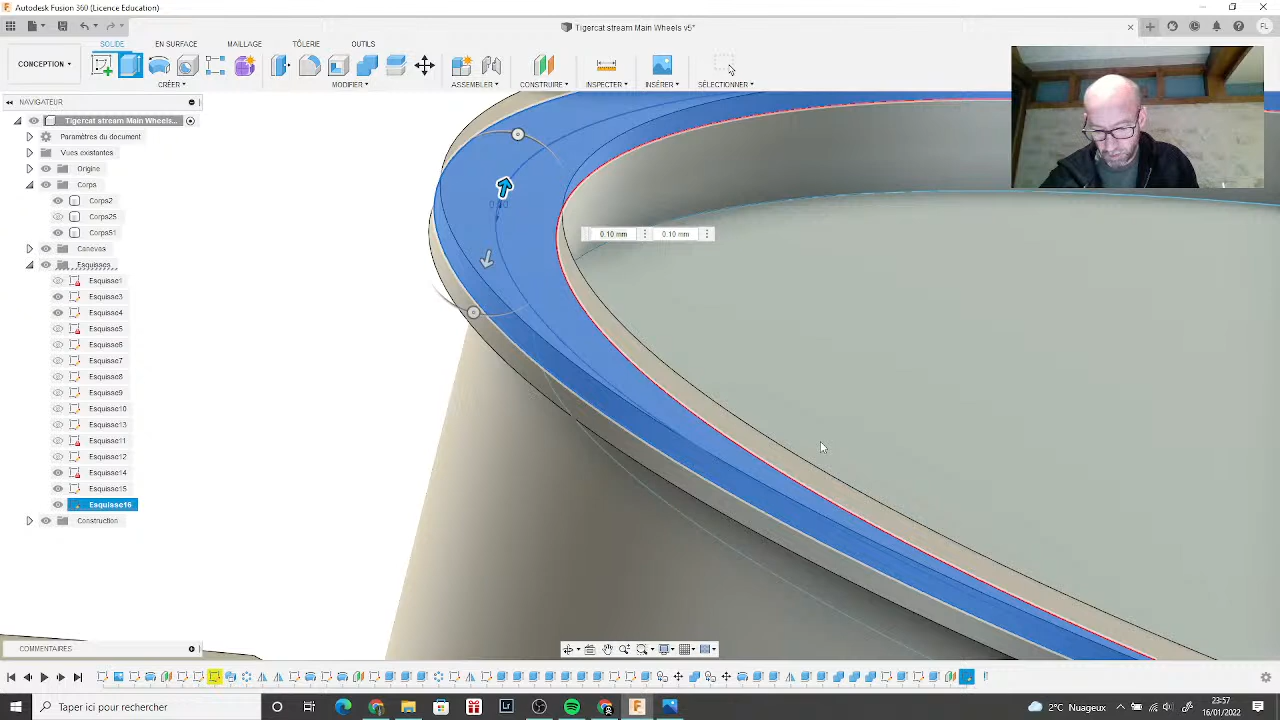 Autodesk Fusion 360 (Licence Education)
Tigercat stream Main Wheels v5*
FL
SOLIDE EN SURFACE MAILLAGE TÔLERIE OUTILS
CONCEPTION
CRÉER MODIFIER ASSEMBLER CONSTRUIRE INSPECTER INSÉRER SÉLECTIONNER
NAVIGATEUR
Tigercat stream Main Wheels...
Paramètres du document
Vues existantes
Origine
Corps
Corps2
Corps25
Corps51
Canevas
Esquisses
Esquisse1
Esquisse3
Esquisse4
Esquisse5
Esquisse6
Esquisse7
Esquisse8
Esquisse9
Esquisse10
Esquisse13
Esquisse11
Esquisse12
Esquisse14
Esquisse15
Esquisse16
Construction
0.10 mm 0.10 mm
COMMENTAIRES
Taper ici pour rechercher
2°C Nuageux
23:57
16/01/2022